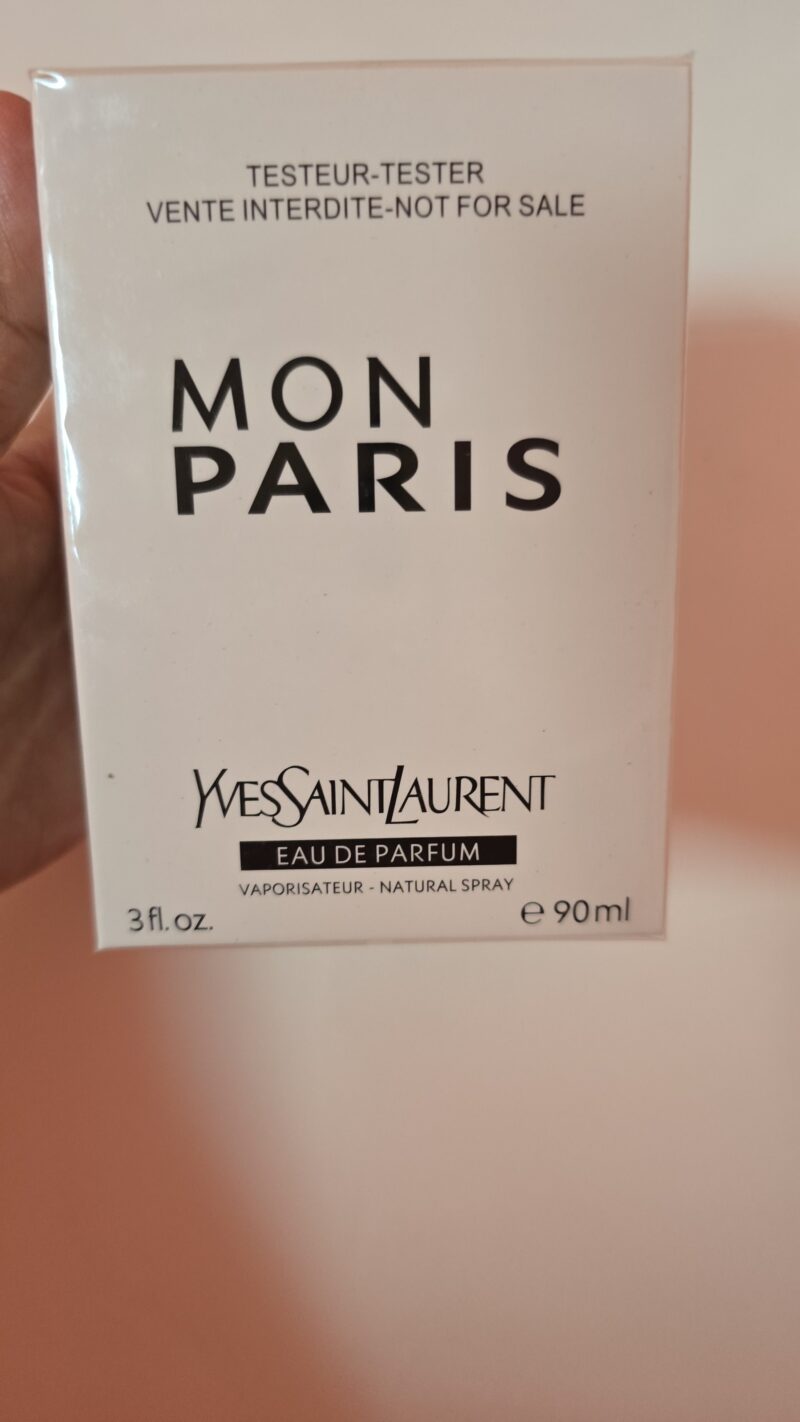 TESTEUR-TESTER
VENTE INTERDITE-NOT FOR SALE
MON
PARIS
YVESSAINTLAURENT
EAU DE PARFUM
VAPORISATEUR - NATURAL SPRAY
3fl.oz. ℮ 90ml